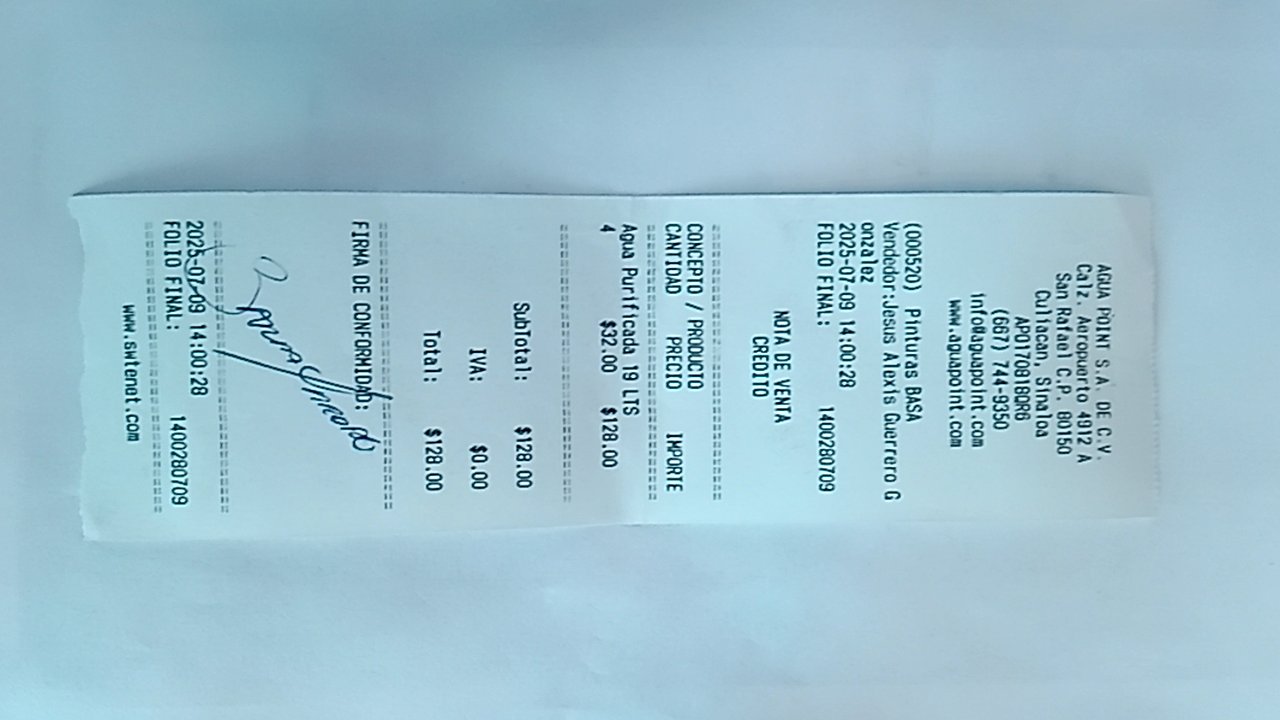 AGUA POINT S.A. DE C.V.
Calz. Aeropuerto 4912 A
San Rafael C.P. 80150
Culiacan, Sinaloa
APO170818QR6
(667) 744-9350
info@aguapoint.com
www.aguapoint.com
(000520) Pinturas BASA
Vendedor:Jesus Alexis Guerrero G
onzalez
2025-07-09 14:00:28
FOLIO FINAL: 1400280709
NOTA DE VENTA
CREDITO
================================
CONCEPTO / PRODUCTO
CANTIDAD PRECIO IMPORTE
================================
Agua Purificada 19 LTS
4 $32.00 $128.00
================================
SubTotal: $128.00
IVA: $0.00
Total: $128.00
================================
FIRMA DE CONFORMIDAD:
================================
2025-07-09 14:00:28
FOLIO FINAL: 1400280709
================================
www.swtenet.com